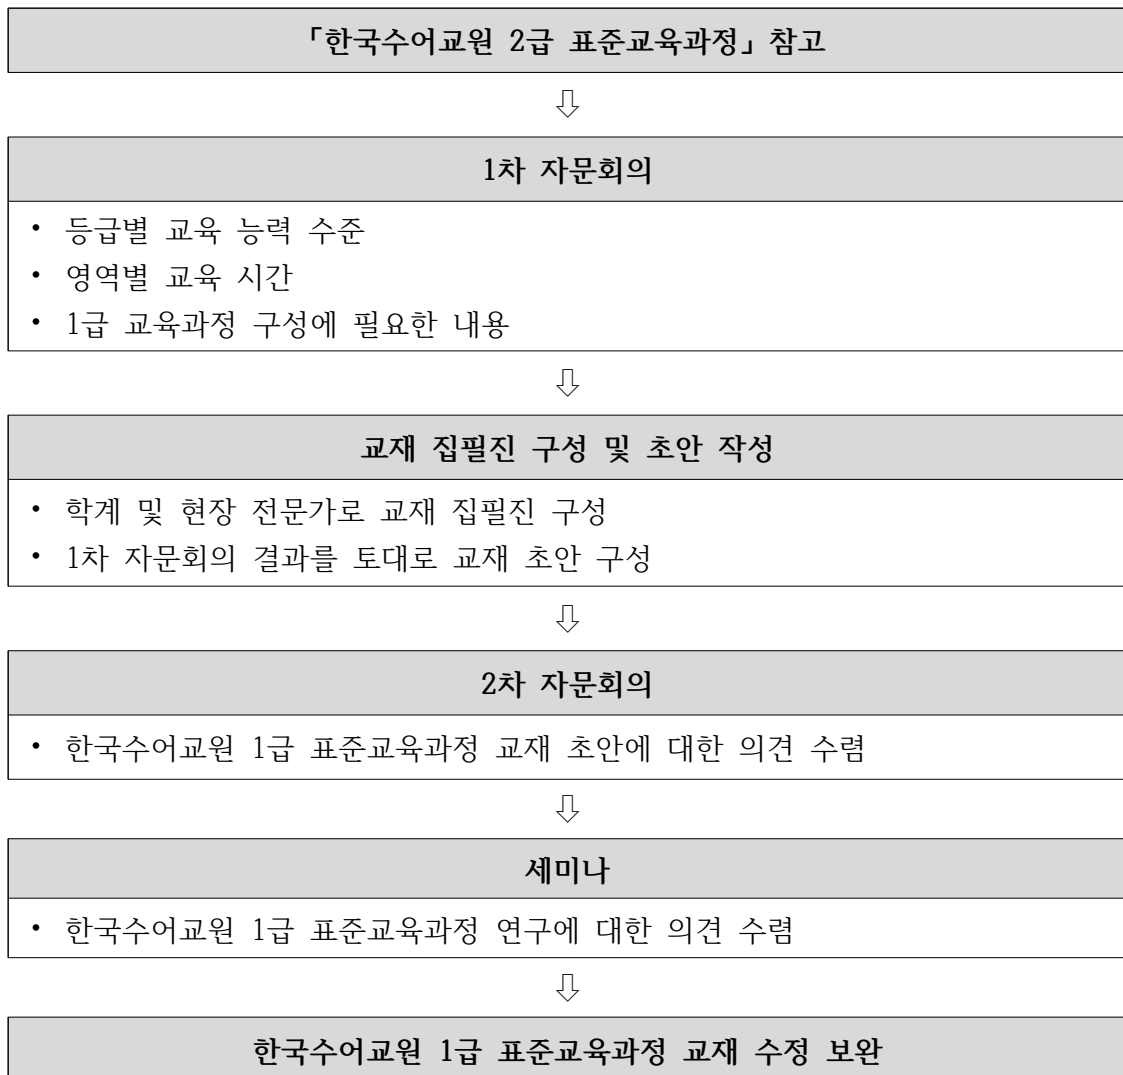 「한국수어교원 2급 표준교육과정」 참고
⇩
1차 자문회의
• 등급별 교육 능력 수준
• 영역별 교육 시간
• 1급 교육과정 구성에 필요한 내용
⇩
교재 집필진 구성 및 초안 작성
• 학계 및 현장 전문가로 교재 집필진 구성
• 1차 자문회의 결과를 토대로 교재 초안 구성
⇩
2차 자문회의
• 한국수어교원 1급 표준교육과정 교재 초안에 대한 의견 수렴
⇩
세미나
• 한국수어교원 1급 표준교육과정 연구에 대한 의견 수렴
⇩
한국수어교원 1급 표준교육과정 교재 수정 보완